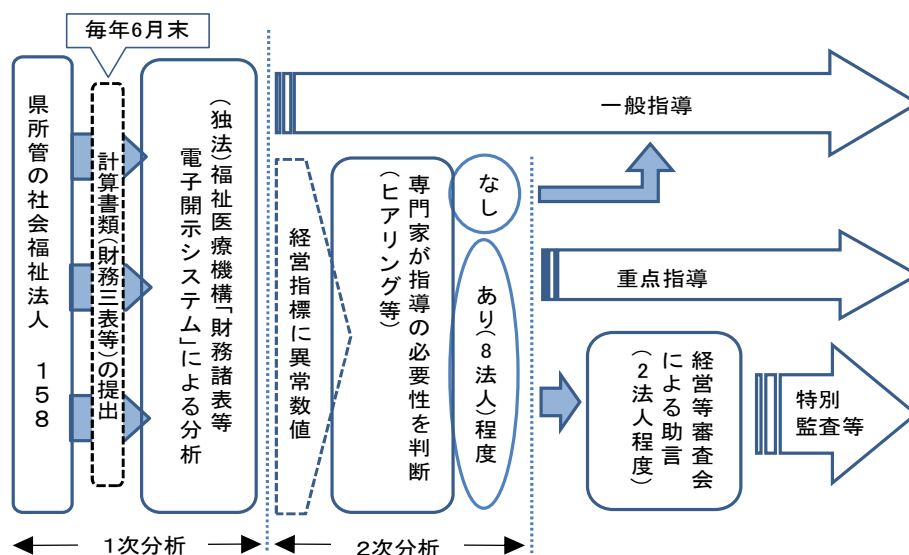 毎年6月末
県所管の社会福祉法人　158
計算書類(財務三表等)の提出
(独法)福祉医療機構「財務諸表等
電子開示システム」による分析
一般指導
経営指標に異常数値
専門家が指導の必要性を判断
(ヒアリング等)
なし
あり(8法人)程度
重点指導
経営等審査会
による助言
(2法人程度)
特別
監査等
1次分析
2次分析